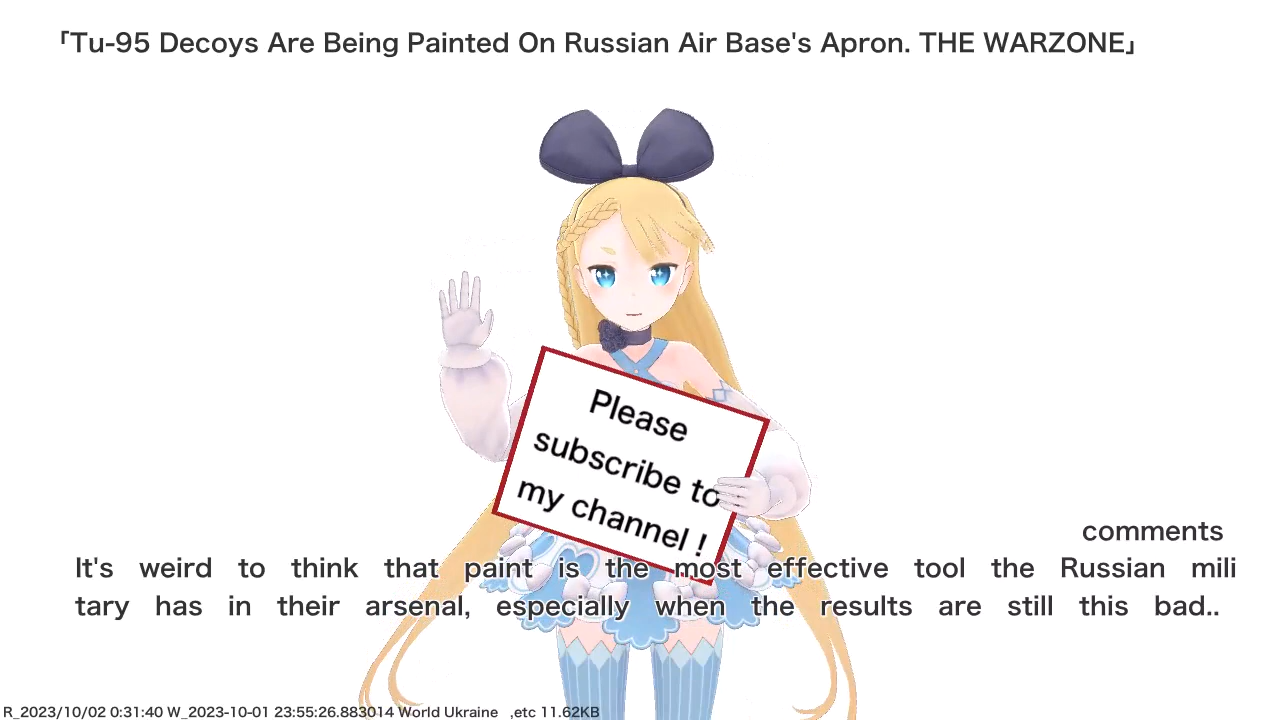 「Tu-95 Decoys Are Being Painted On Russian Air Base's Apron. THE WARZONE」
Please
subscribe to
my channel !
comments
It's weird to think that paint is the most effective tool the Russian mili
tary has in their arsenal, especially when the results are still this bad..
R_2023/10/02 0:31:40 W_2023-10-01 23:55:26.883014 World Ukraine ,etc 11.62KB